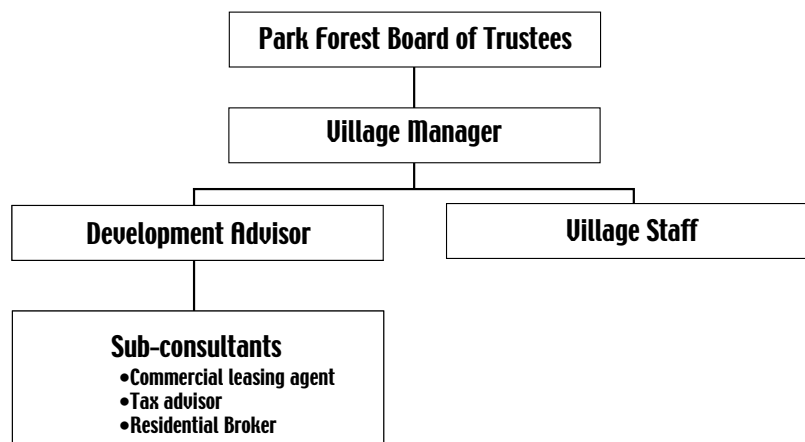 Park Forest Board of Trustees
Village Manager
Development Advisor
Village Staff
Sub-consultants
•Commercial leasing agent
•Tax advisor
•Residential Broker